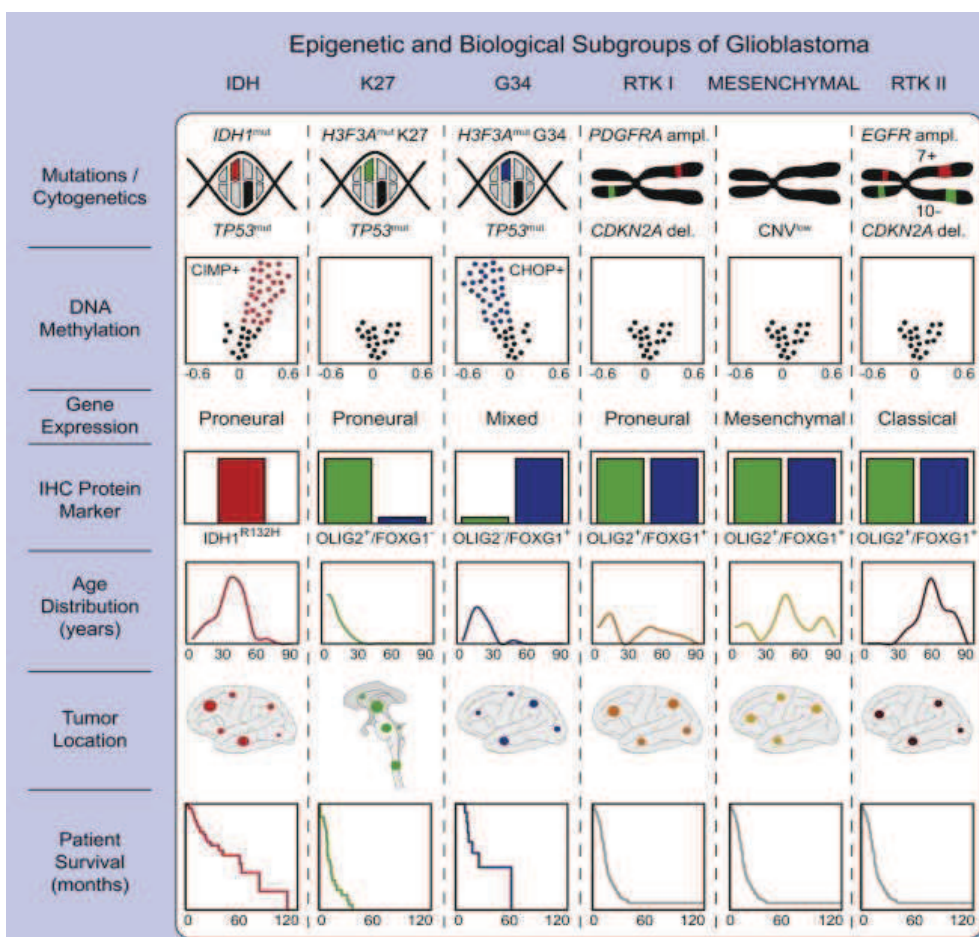 Epigenetic and Biological Subgroups of Glioblastoma
IDH K27 G34 RTK I MESENCHYMAL RTK II
Mutations / Cytogenetics
IDH1mut H3F3Amut K27 H3F3Amut G34 PDGFRA ampl. EGFR ampl.
7+
10-
TP53mut TP53mut TP53mut CDKN2A del. CNVlow CDKN2A del.
DNA Methylation
CIMP+ CHOP+
-0.6 0 0.6 -0.6 0 0.6 -0.6 0 0.6 -0.6 0 0.6 -0.6 0 0.6 -0.6 0 0.6
Gene Expression
Proneural Proneural Mixed Proneural Mesenchymal Classical
IHC Protein Marker
IDH1R132H OLIG2+/FOXG1- OLIG2-/FOXG1+ OLIG2+/FOXG1+ OLIG2+/FOXG1+ OLIG2+/FOXG1+
Age Distribution (years)
0 30 60 90 0 30 60 90 0 30 60 90 0 30 60 90 0 30 60 90 0 30 60 90
Tumor Location
Patient Survival (months)
0 60 120 0 60 120 0 60 120 0 60 120 0 60 120 0 60 120